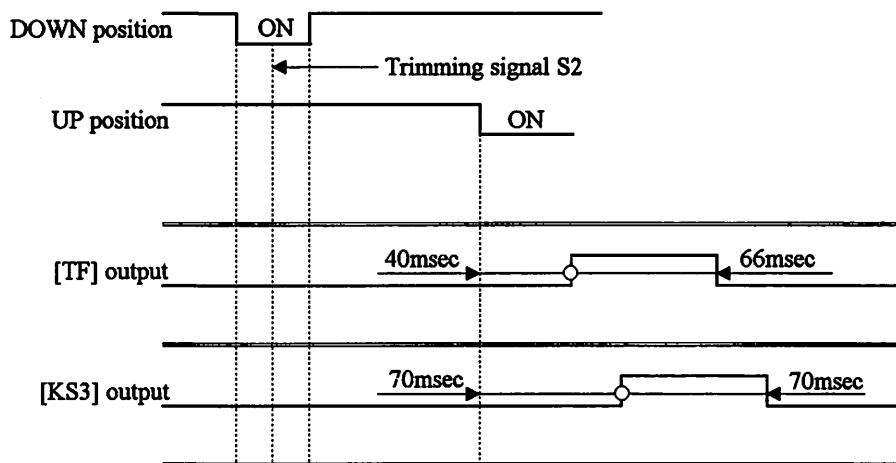 DOWN position
ON
Trimming signal S2
UP position
ON
[TF] output
40msec
66msec
[KS3] output
70msec
70msec